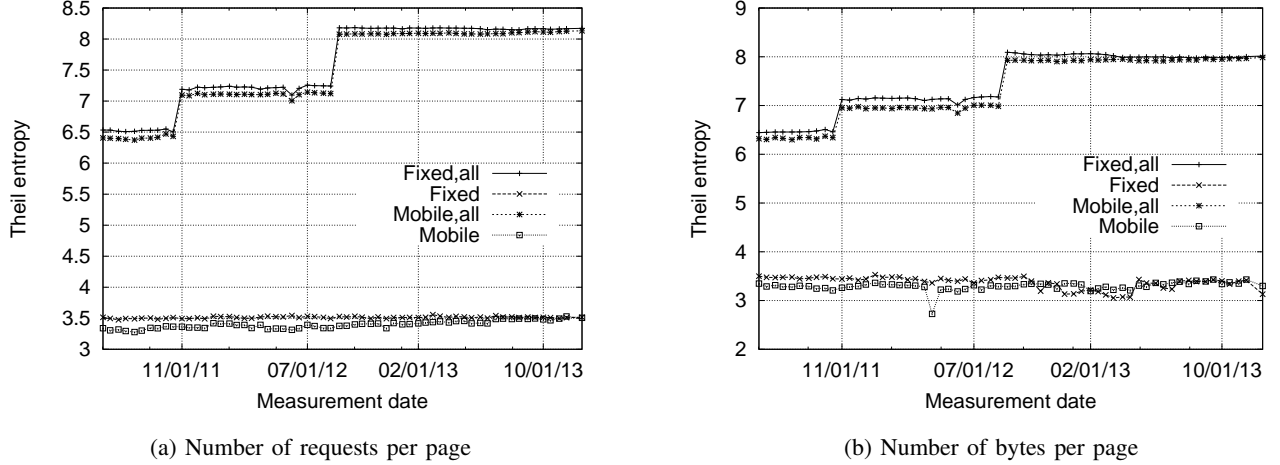 8.5
8
7.5
7
6.5
6
5.5
5
4.5
4
3.5
3
Theil entropy
Fixed,all
Fixed
Mobile,all
Mobile
11/01/11 07/01/12 02/01/13 10/01/13
Measurement date
(a) Number of requests per page
9
8
7
6
5
4
3
2
Theil entropy
Fixed,all
Fixed
Mobile,all
Mobile
11/01/11 07/01/12 02/01/13 10/01/13
Measurement date
(b) Number of bytes per page